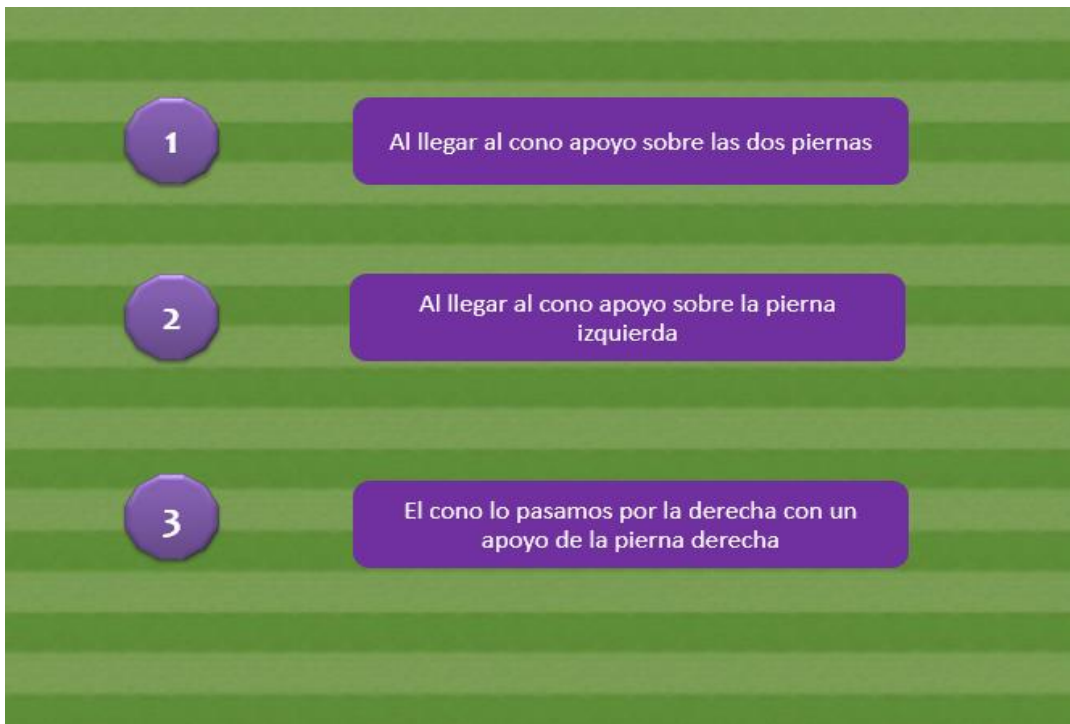 1
Al llegar al cono apoyo sobre las dos piernas
2
Al llegar al cono apoyo sobre la pierna
izquierda
3
El cono lo pasamos por la derecha con un
apoyo de la pierna derecha